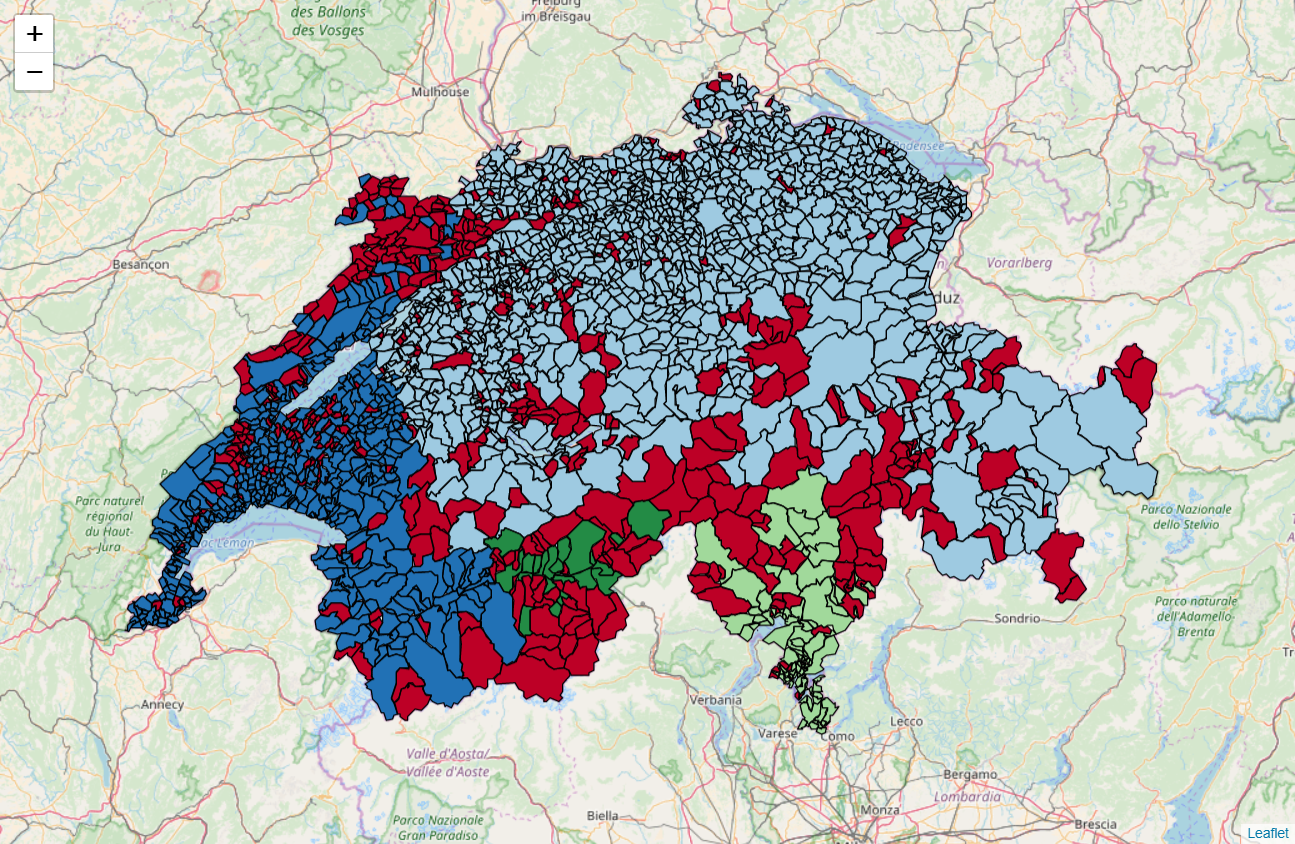 des Ballons
des Vosges
Freiburg
im Breisgau
+
−
Mulhouse
Bodensee
Besançon
Vorarlberg
duz
Parc naturel
régional
du Haut-
Jura
Lac Léman
Parco Nazionale
dello Stelvio
Sondrio
Parco naturale
dell'Adamello-
Brenta
Tr
Annecy
Verbania
Lecco
Varese
Como
Valle d'Aosta/
Vallée d'Aoste
Bergamo
Lombardia
Biella
Monza
Parco Nazionale
Gran Paradiso
Brescia
Leaflet